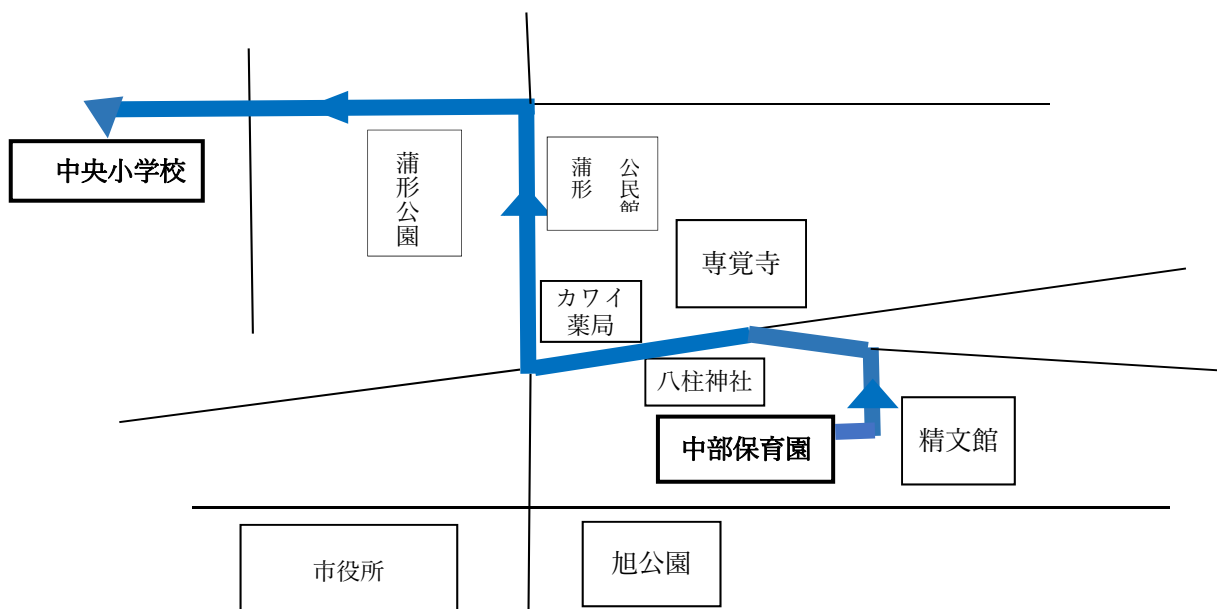 中央小学校
蒲形公園
蒲形
公民館
専覚寺
カワイ
薬局
八柱神社
中部保育園
精文館
市役所
旭公園